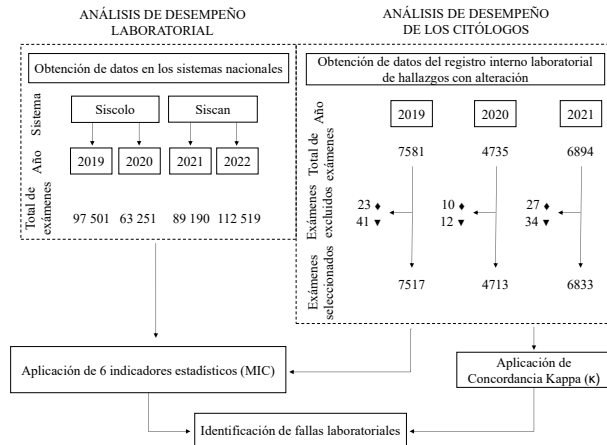 ANÁLISIS DE DESEMPEÑO
LABORATORIAL
Obtención de datos en los sistemas nacionales
Sistema
Siscolo
Siscan
Año
2019
2020
2021
2022
Total de
exámenes
97 501
63 251
89 190
112 519
ANÁLISIS DE DESEMPEÑO
DE LOS CITÓLOGOS
Obtención de datos del registro interno laboratorial
de hallazgos con alteración
Año
2019
2020
2021
Total de
exámenes
7581
4735
6894
Exámenes
excluidos
23 ♦
41 ▼
10 ♦
12 ▼
27 ♦
34 ▼
Exámenes
seleccionados
7517
4713
6833
Aplicación de 6 indicadores estadísticos (MIC)
Aplicación de
Concordancia Kappa (κ)
Identificación de fallas laboratoriales